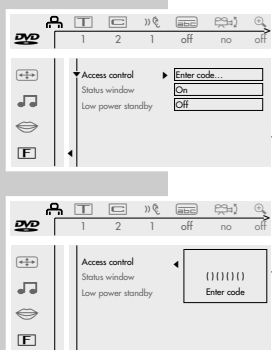 DVD
1 2 1 off no off
Access control Enter code...
Status window On
Low power standby Off
F
DVD
1 2 1 off no off
Access control
Status window ( ) ( ) ( ) ( )
Low power standby Enter code
F